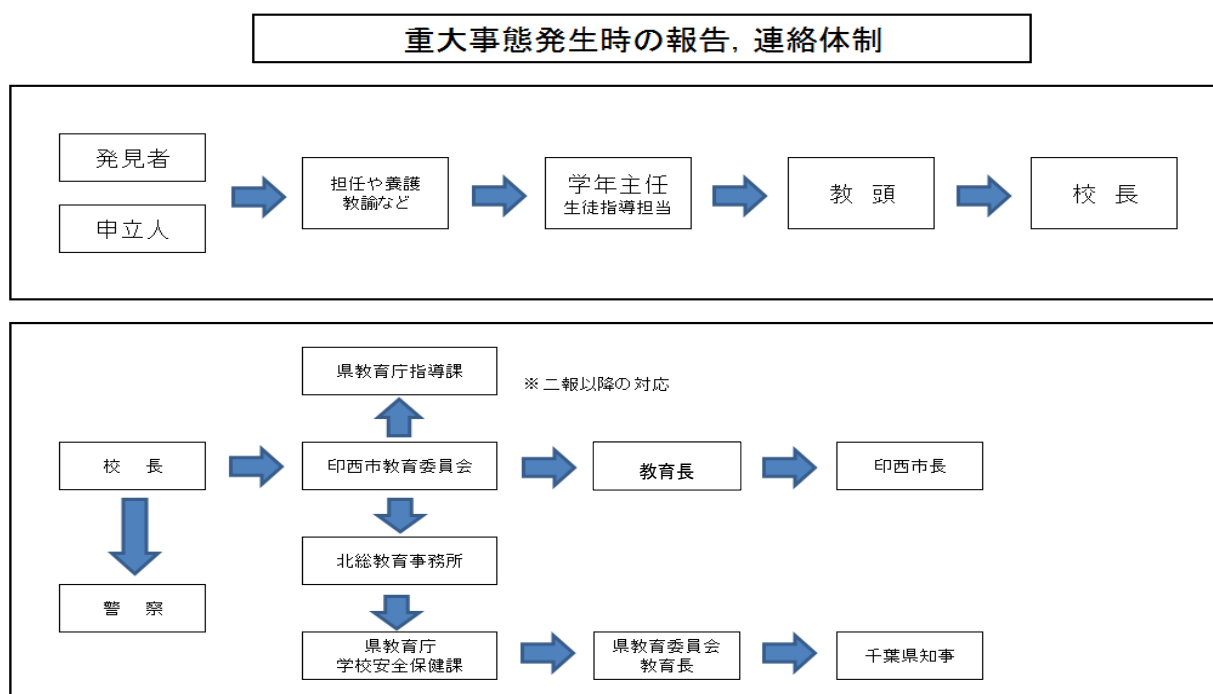 重大事態発生時の報告，連絡体制
発見者
申立人
担任や養護
教諭など
学年主任
生徒指導担当
教　頭
校　長
県教育庁指導課
※二報以降の対応
校　長
印西市教育委員会
教育長
印西市長
北総教育事務所
警　察
県教育庁
学校安全保健課
県教育委員会
教育長
千葉県知事